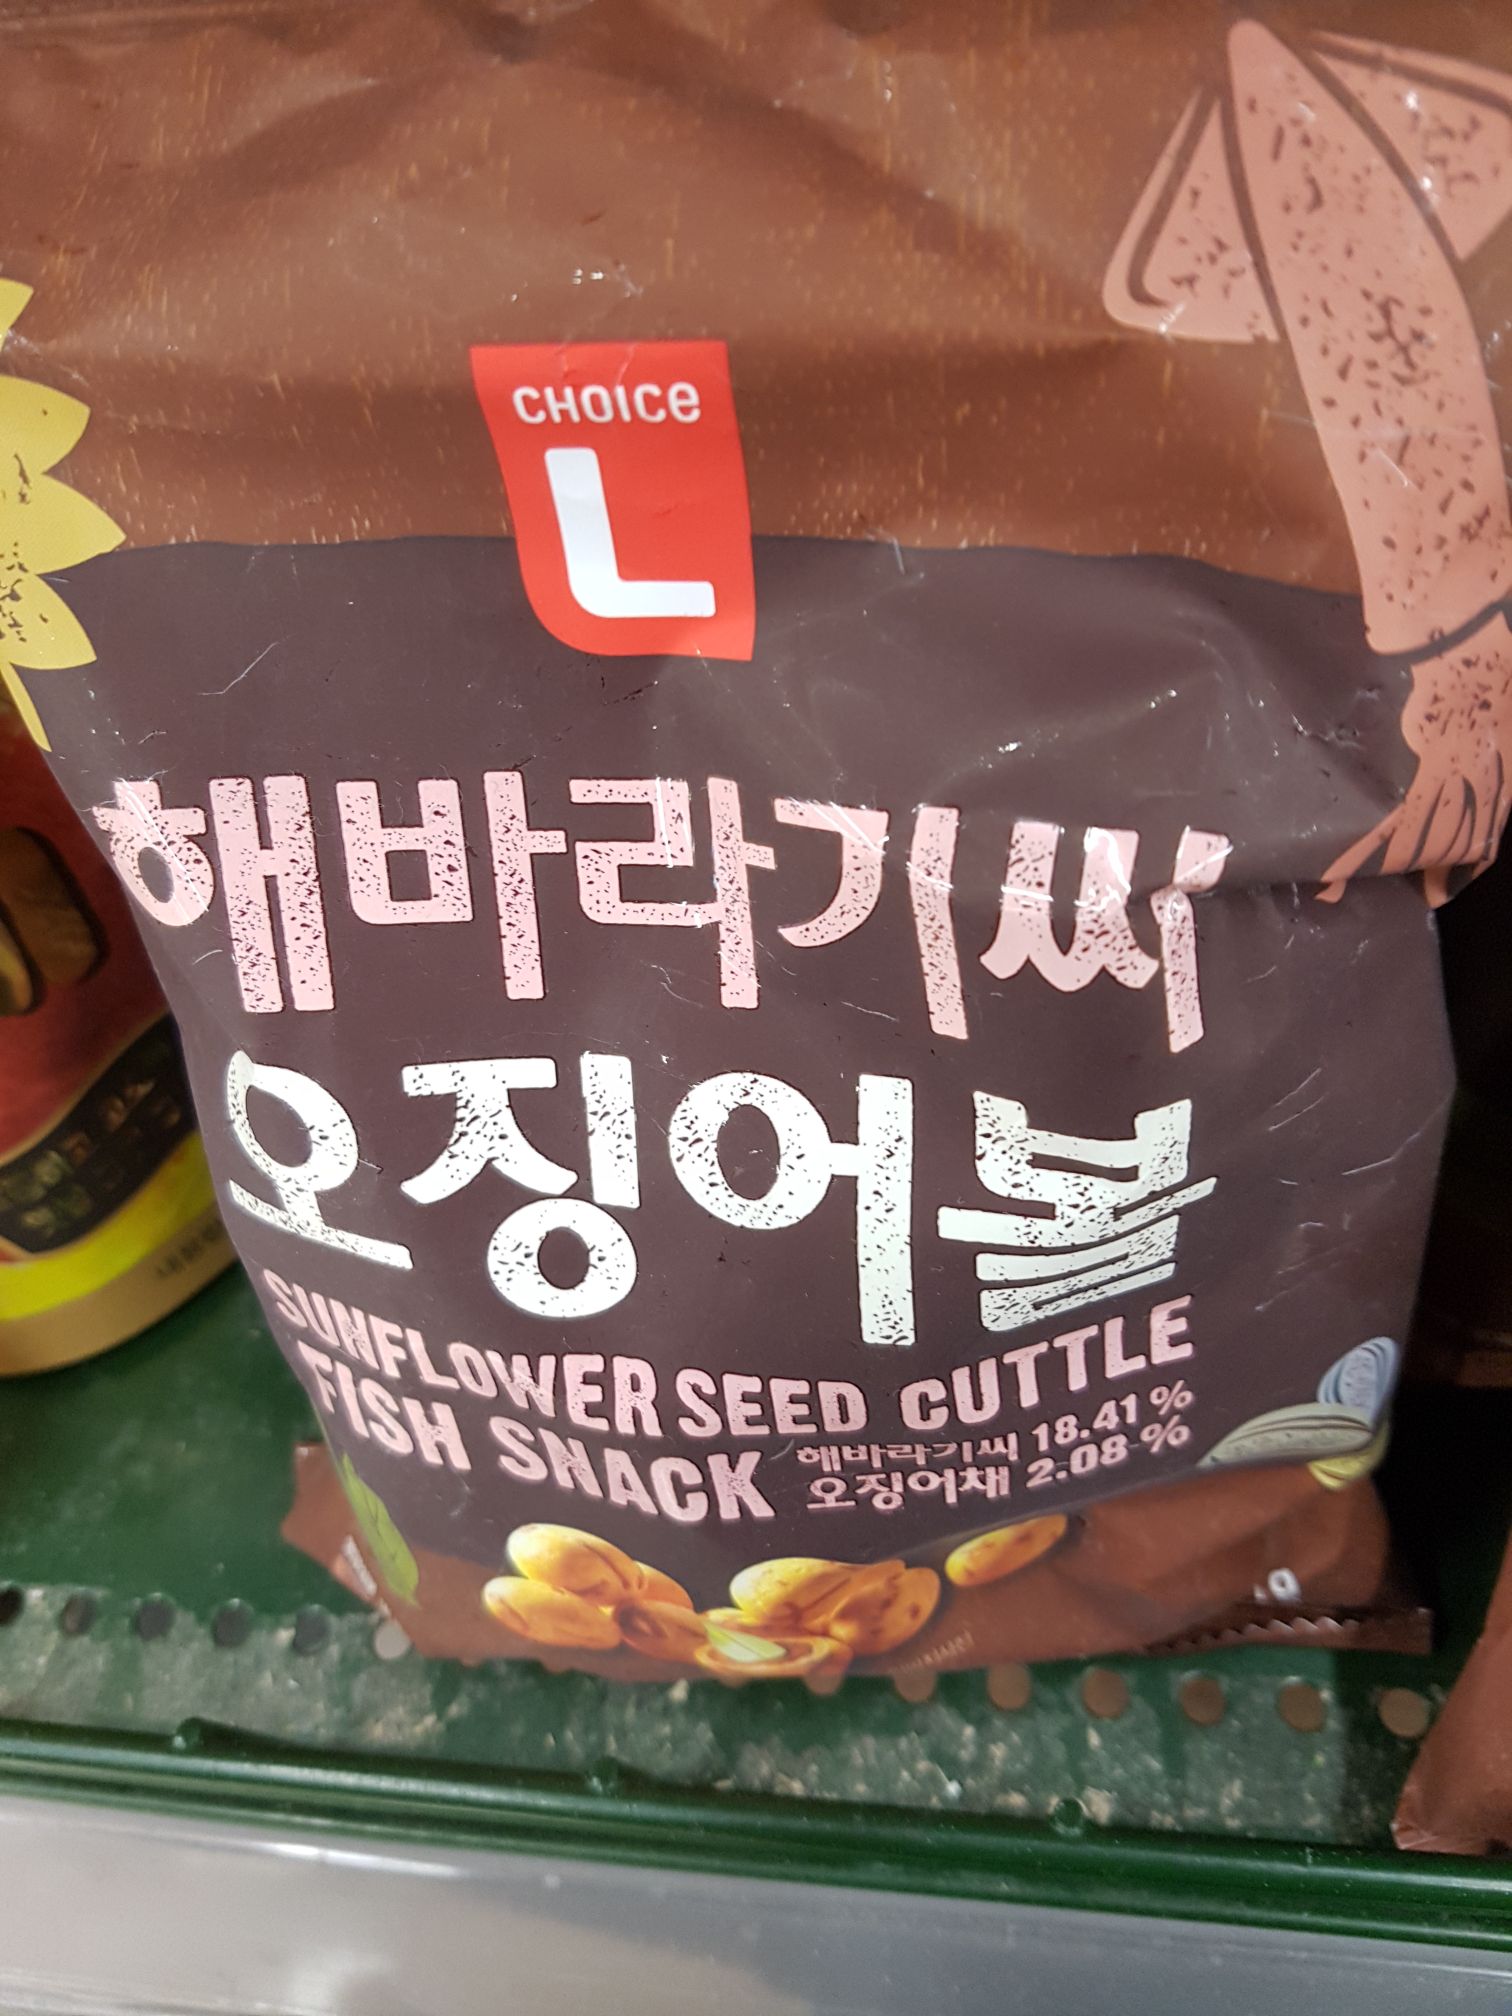 CHOICE
L
해바라기씨
오징어볼
SUNFLOWER SEED CUTTLE
FISH SNACK
해바라기씨 18.41%
오징어채 2.08%